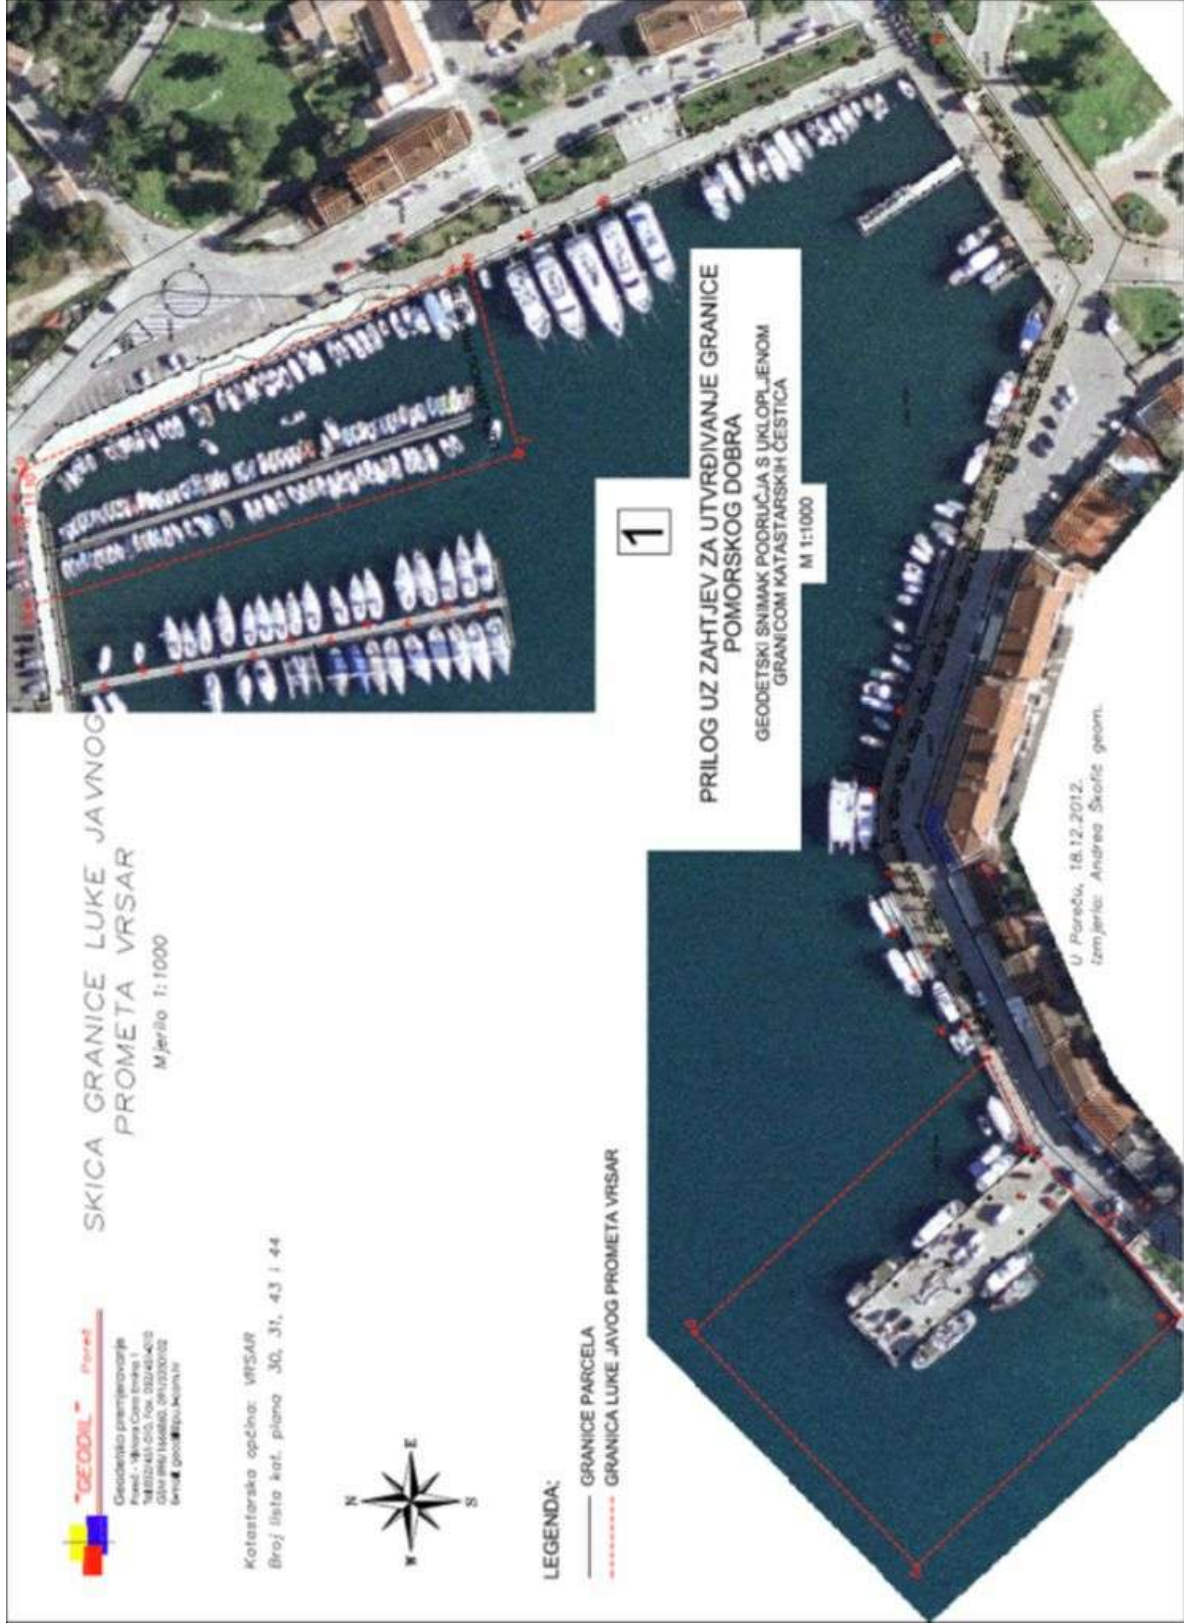 "GEODIL" Poreč
Geodetsko premjeravanje
SKICA GRANICE LUKE JAVNOG
PROMETA VRSAR
Mjerilo 1:1000
Katastarska općina: VRSAR
Broj lista kat. plana 30, 31, 43 i 44
N
W
E
S
LEGENDA:
GRANICE PARCELA
GRANICA LUKE JAVOG PROMETA VRSAR
1
PRILOG UZ ZAHTJEV ZA UTVRĐIVANJE GRANICE
POMORSKOG DOBRA
GEODETSKI SNIMAK PODRUČJA S UKLOPLJENOM
GRANICOM KATASTARSKIH ČESTICA
M 1:1000
U Poreču, 18.12.2012.
Izmjerio: Andrea Škofič geom.